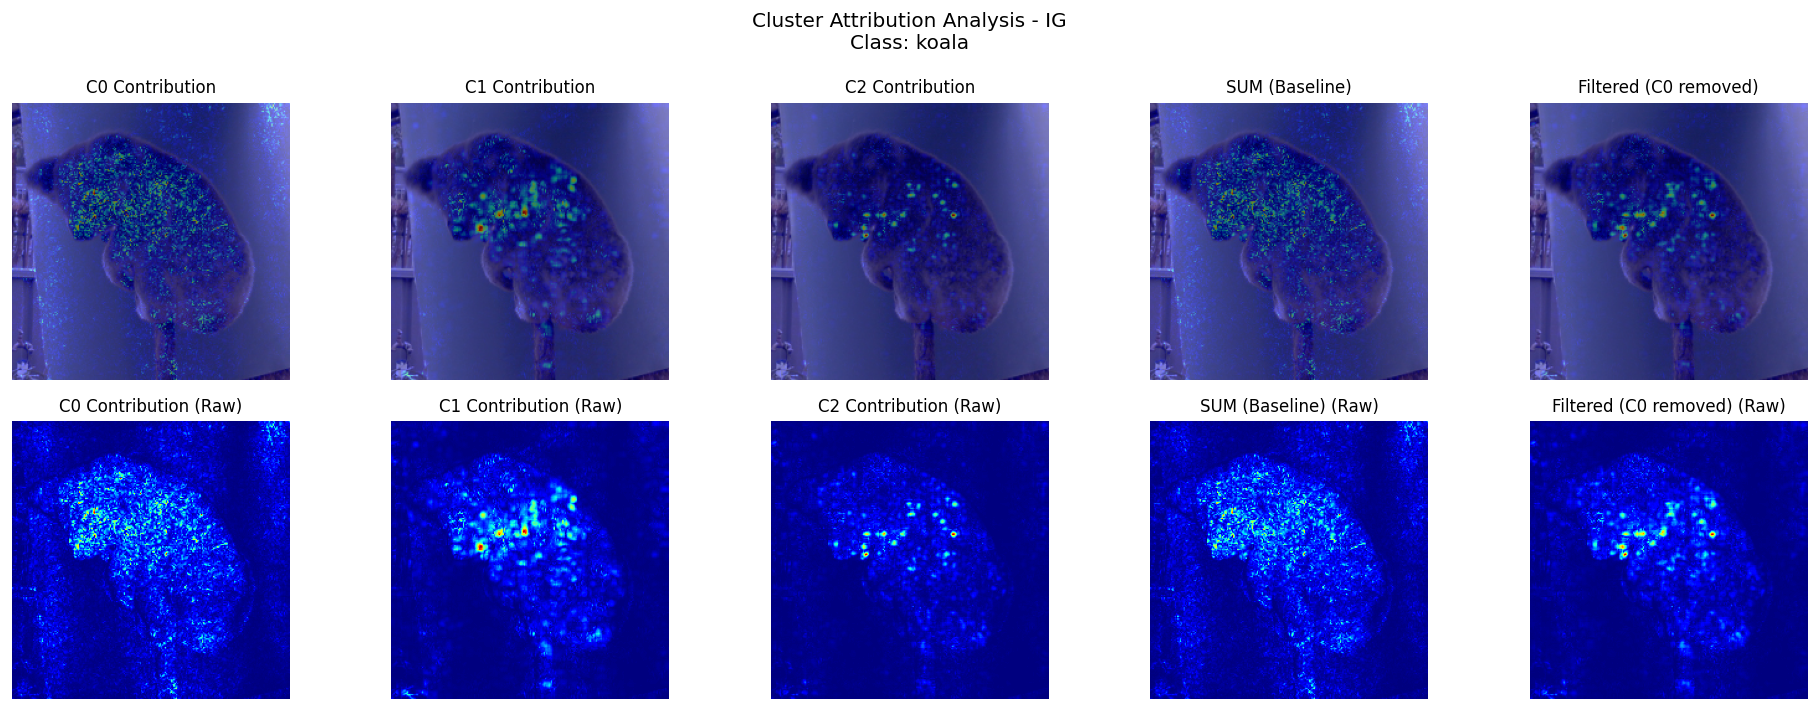 Cluster Attribution Analysis - IG
Class: koala
C0 Contribution
C1 Contribution
C2 Contribution
SUM (Baseline)
Filtered (C0 removed)
C0 Contribution (Raw)
C1 Contribution (Raw)
C2 Contribution (Raw)
SUM (Baseline) (Raw)
Filtered (C0 removed) (Raw)